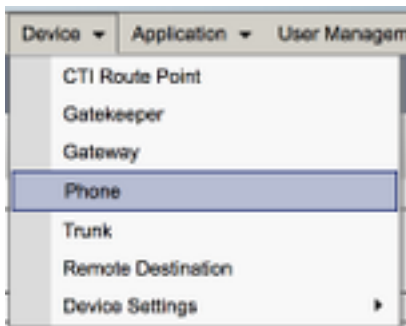 Device Application User Managem
CTI Route Point
Gatekeeper
Gateway
Phone
Trunk
Remote Destination
Device Settings